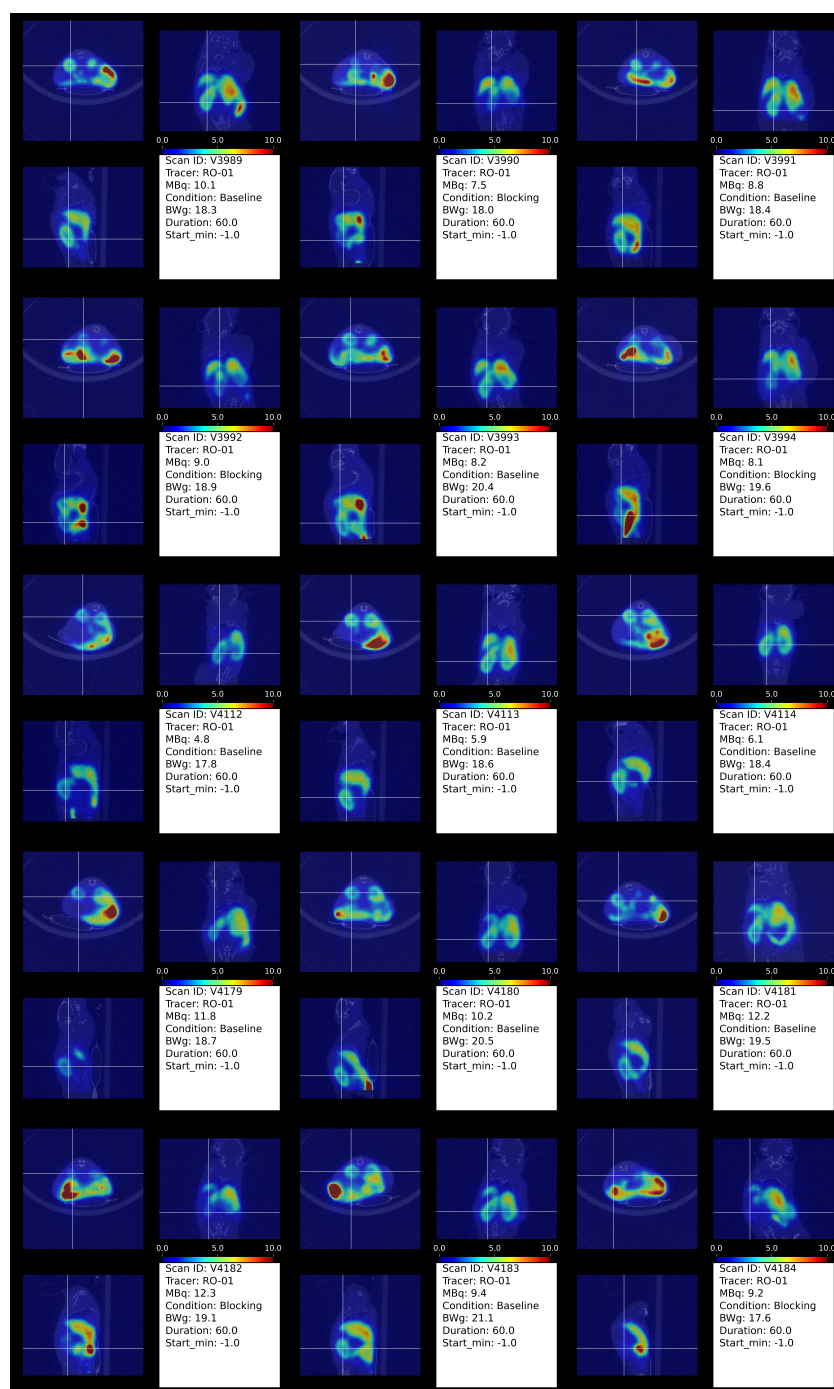 0.0 5.0 10.0
Scan ID: V3989
Tracer: RO-01
MBq: 10.1
Condition: Baseline
BWg: 18.3
Duration: 60.0
Start_min: -1.0
0.0 5.0 10.0
Scan ID: V3990
Tracer: RO-01
MBq: 7.5
Condition: Blocking
BWg: 18.0
Duration: 60.0
Start_min: -1.0
0.0 5.0 10.0
Scan ID: V3991
Tracer: RO-01
MBq: 8.8
Condition: Baseline
BWg: 18.4
Duration: 60.0
Start_min: -1.0
0.0 5.0 10.0
Scan ID: V3992
Tracer: RO-01
MBq: 9.0
Condition: Blocking
BWg: 18.9
Duration: 60.0
Start_min: -1.0
0.0 5.0 10.0
Scan ID: V3993
Tracer: RO-01
MBq: 8.2
Condition: Baseline
BWg: 20.4
Duration: 60.0
Start_min: -1.0
0.0 5.0 10.0
Scan ID: V3994
Tracer: RO-01
MBq: 8.1
Condition: Blocking
BWg: 19.6
Duration: 60.0
Start_min: -1.0
0.0 5.0 10.0
Scan ID: V4112
Tracer: RO-01
MBq: 4.8
Condition: Baseline
BWg: 17.8
Duration: 60.0
Start_min: -1.0
0.0 5.0 10.0
Scan ID: V4113
Tracer: RO-01
MBq: 5.9
Condition: Baseline
BWg: 18.6
Duration: 60.0
Start_min: -1.0
0.0 5.0 10.0
Scan ID: V4114
Tracer: RO-01
MBq: 6.1
Condition: Baseline
BWg: 18.4
Duration: 60.0
Start_min: -1.0
0.0 5.0 10.0
Scan ID: V4179
Tracer: RO-01
MBq: 11.8
Condition: Baseline
BWg: 18.7
Duration: 60.0
Start_min: -1.0
0.0 5.0 10.0
Scan ID: V4180
Tracer: RO-01
MBq: 10.2
Condition: Baseline
BWg: 20.5
Duration: 60.0
Start_min: -1.0
0.0 5.0 10.0
Scan ID: V4181
Tracer: RO-01
MBq: 12.2
Condition: Baseline
BWg: 19.5
Duration: 60.0
Start_min: -1.0
0.0 5.0 10.0
Scan ID: V4182
Tracer: RO-01
MBq: 12.3
Condition: Blocking
BWg: 19.1
Duration: 60.0
Start_min: -1.0
0.0 5.0 10.0
Scan ID: V4183
Tracer: RO-01
MBq: 9.4
Condition: Baseline
BWg: 21.1
Duration: 60.0
Start_min: -1.0
0.0 5.0 10.0
Scan ID: V4184
Tracer: RO-01
MBq: 9.2
Condition: Blocking
BWg: 17.6
Duration: 60.0
Start_min: -1.0